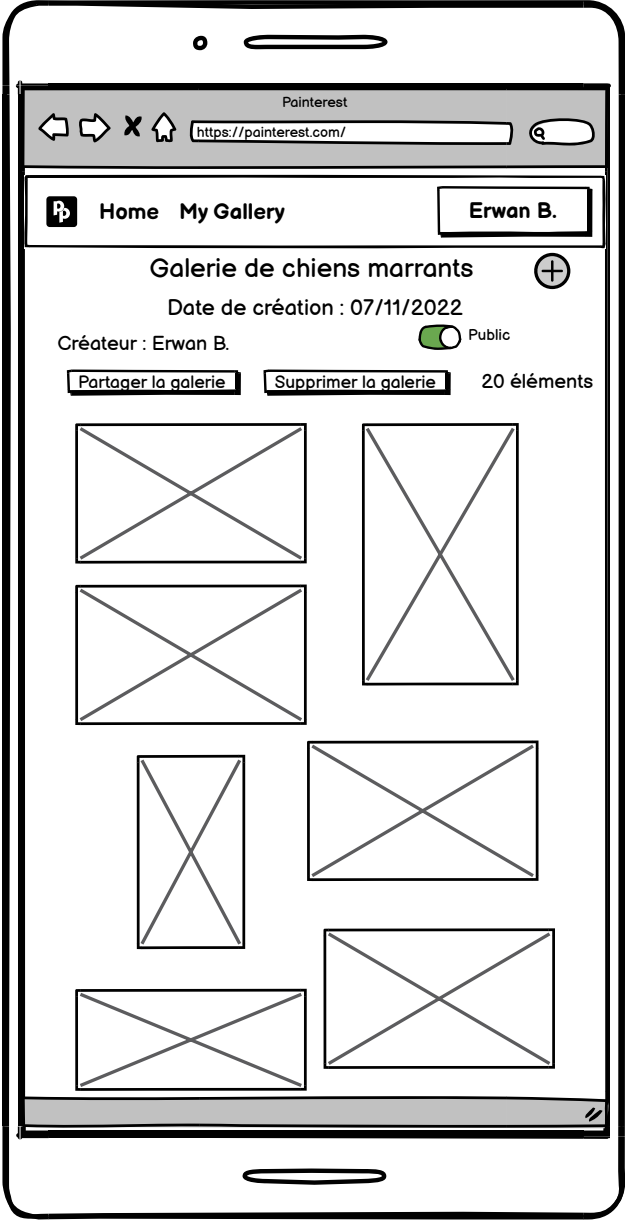 Painterest
https://painterest.com/
PP Home My Gallery Erwan B.
Galerie de chiens marrants
Date de création : 07/11/2022
Créateur : Erwan B. Public
Partager la galerie Supprimer la galerie 20 éléments